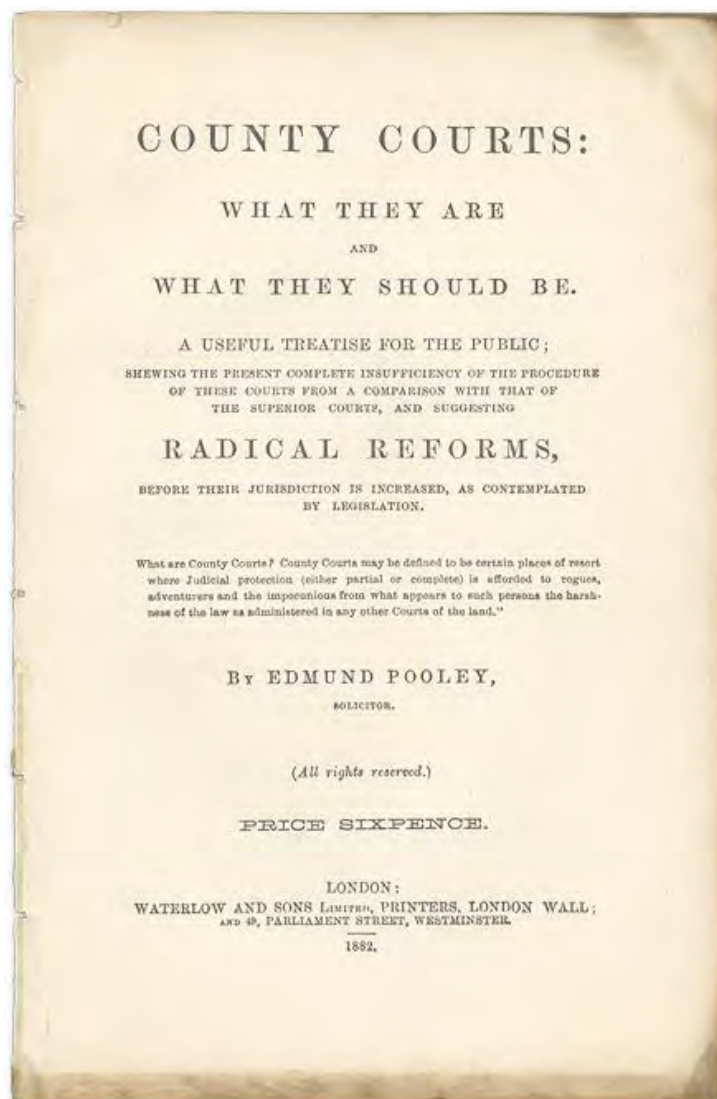 COUNTY COURTS:
WHAT THEY ARE
AND
WHAT THEY SHOULD BE.
A USEFUL TREATISE FOR THE PUBLIC;
SHEWING THE PRESENT COMPLETE INSUFFICIENCY OF THE PROCEDURE
OF THESE COURTS FROM A COMPARISON WITH THAT OF
THE SUPERIOR COURTS, AND SUGGESTING
RADICAL REFORMS,
BEFORE THEIR JURISDICTION IS INCREASED, AS CONTEMPLATED
BY LEGISLATION.
What are County Courts? County Courts may be defined to be certain places of resort
where Judicial protection (either partial or complete) is afforded to rogues,
adventurers and the impecunious from what appears to such persons the harsh-
ness of the law as administered in any other Courts of the land."
BY EDMUND POOLEY,
SOLICITOR.
(All rights reserved.)
PRICE SIXPENCE.
LONDON:
WATERLOW AND SONS LIMITED, PRINTERS, LONDON WALL;
AND 49, PARLIAMENT STREET, WESTMINSTER.
1882.